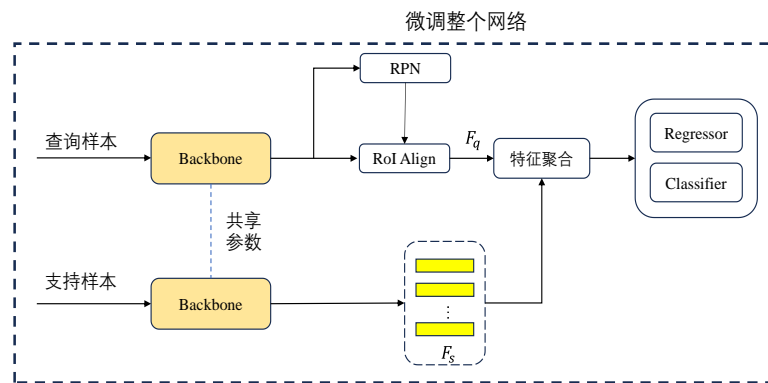 微调整个网络
RPN
查询样本
Backbone
RoI Align
F_q
特征聚合
Regressor
Classifier
共享
参数
支持样本
Backbone
⋮
F_s